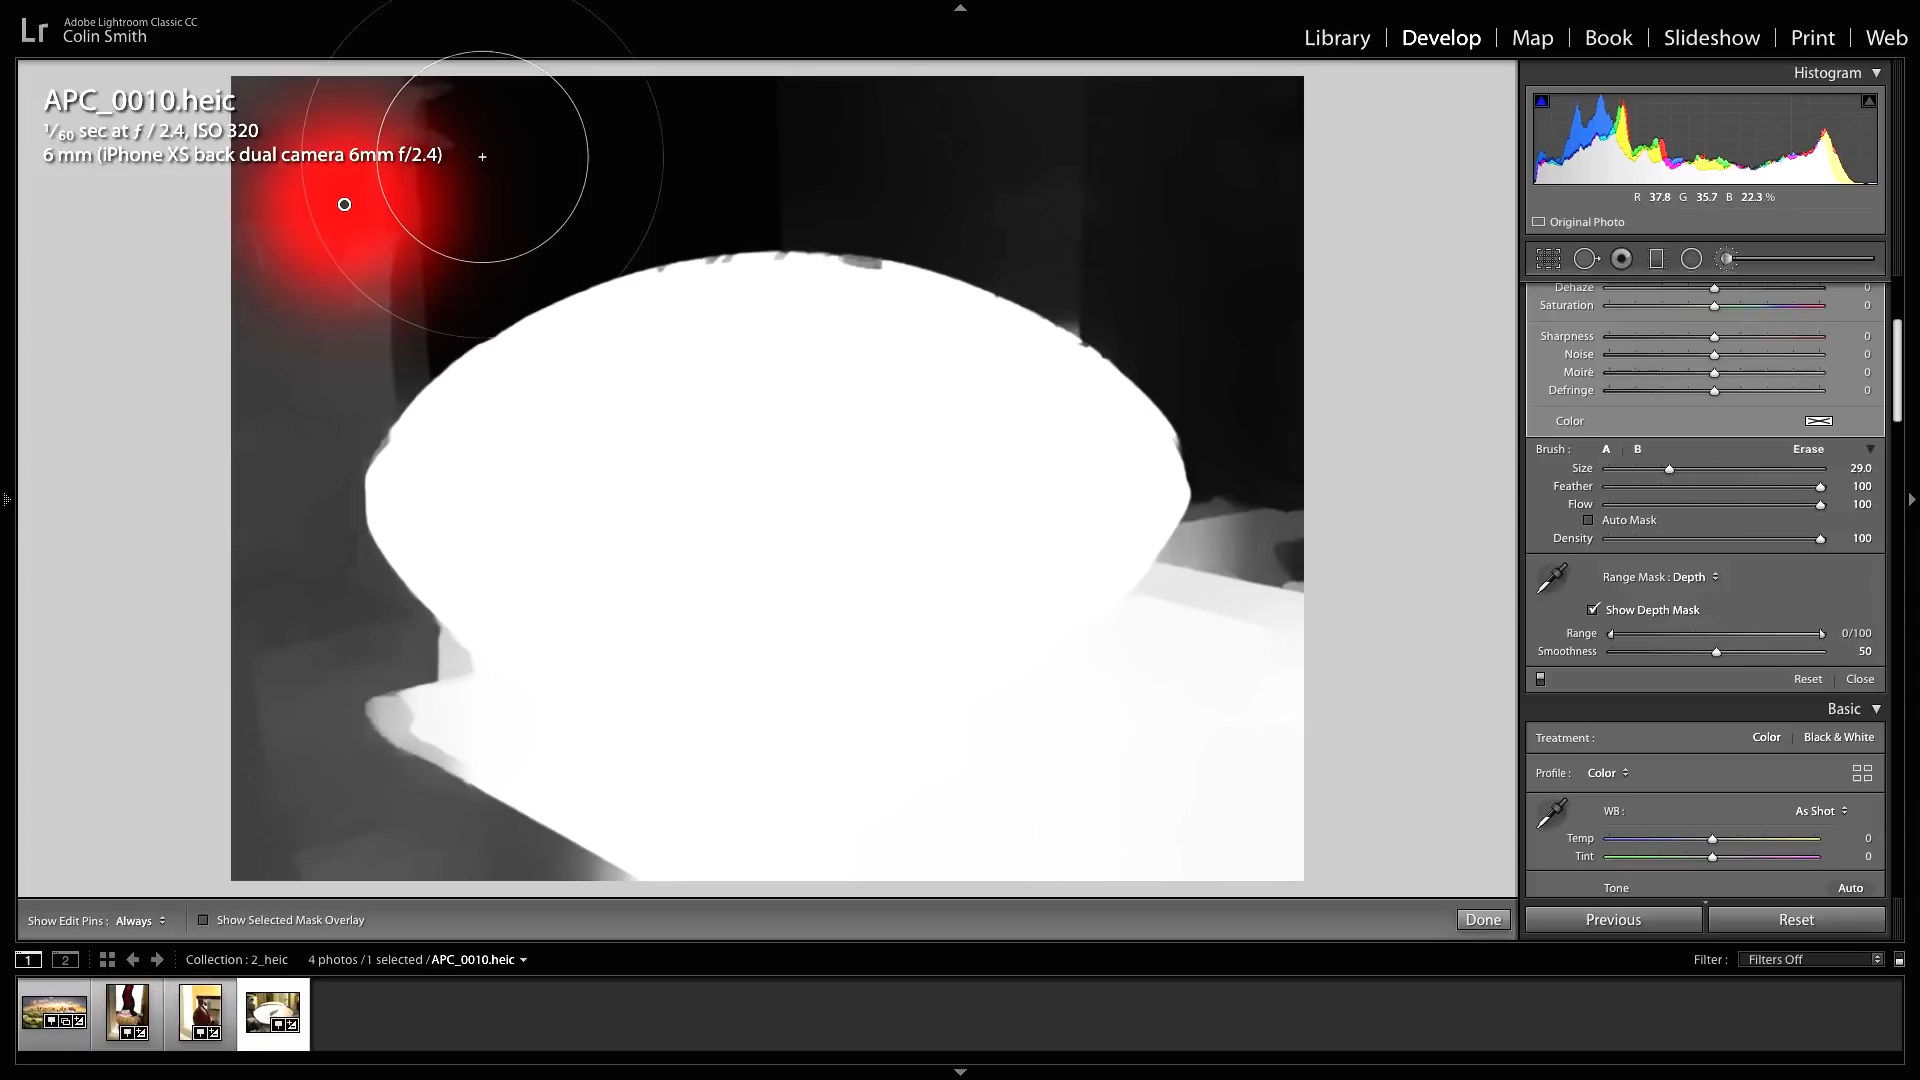 Lr
Adobe Lightroom Classic CC
Colin Smith
Library | Develop | Map | Book | Slideshow | Print | Web
APC_0010.heic
1/60 sec at ƒ / 2.4, ISO 320
6 mm (iPhone XS back dual camera 6mm f/2.4)
Histogram
R 37.8 G 35.7 B 22.3 %
Original Photo
Dehaze 0
Saturation 0
Sharpness 0
Noise 0
Moiré 0
Defringe 0
Color
Brush : A | B Erase
Size 29.0
Feather 100
Flow 100
Auto Mask
Density 100
Range Mask : Depth
Show Depth Mask
Range 0/100
Smoothness 50
Reset | Close
Basic
Treatment : Color | Black & White
Profile : Color
WB : As Shot
Temp 0
Tint 0
Tone Auto
Show Edit Pins : Always Show Selected Mask Overlay Done
Previous Reset
1 2 Collection : 2_heic 4 photos /1 selected /APC_0010.heic Filter : Filters Off